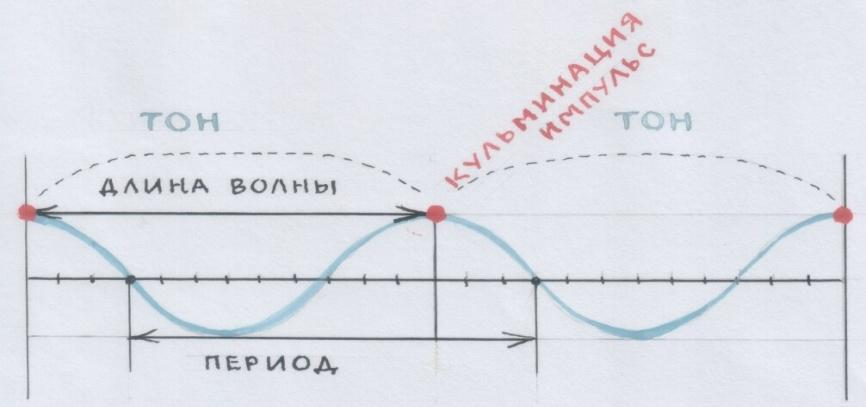 ТОН
КУЛЬМИНАЦИЯ
ИМПУЛЬС
ТОН
ДЛИНА ВОЛНЫ
ПЕРИОД